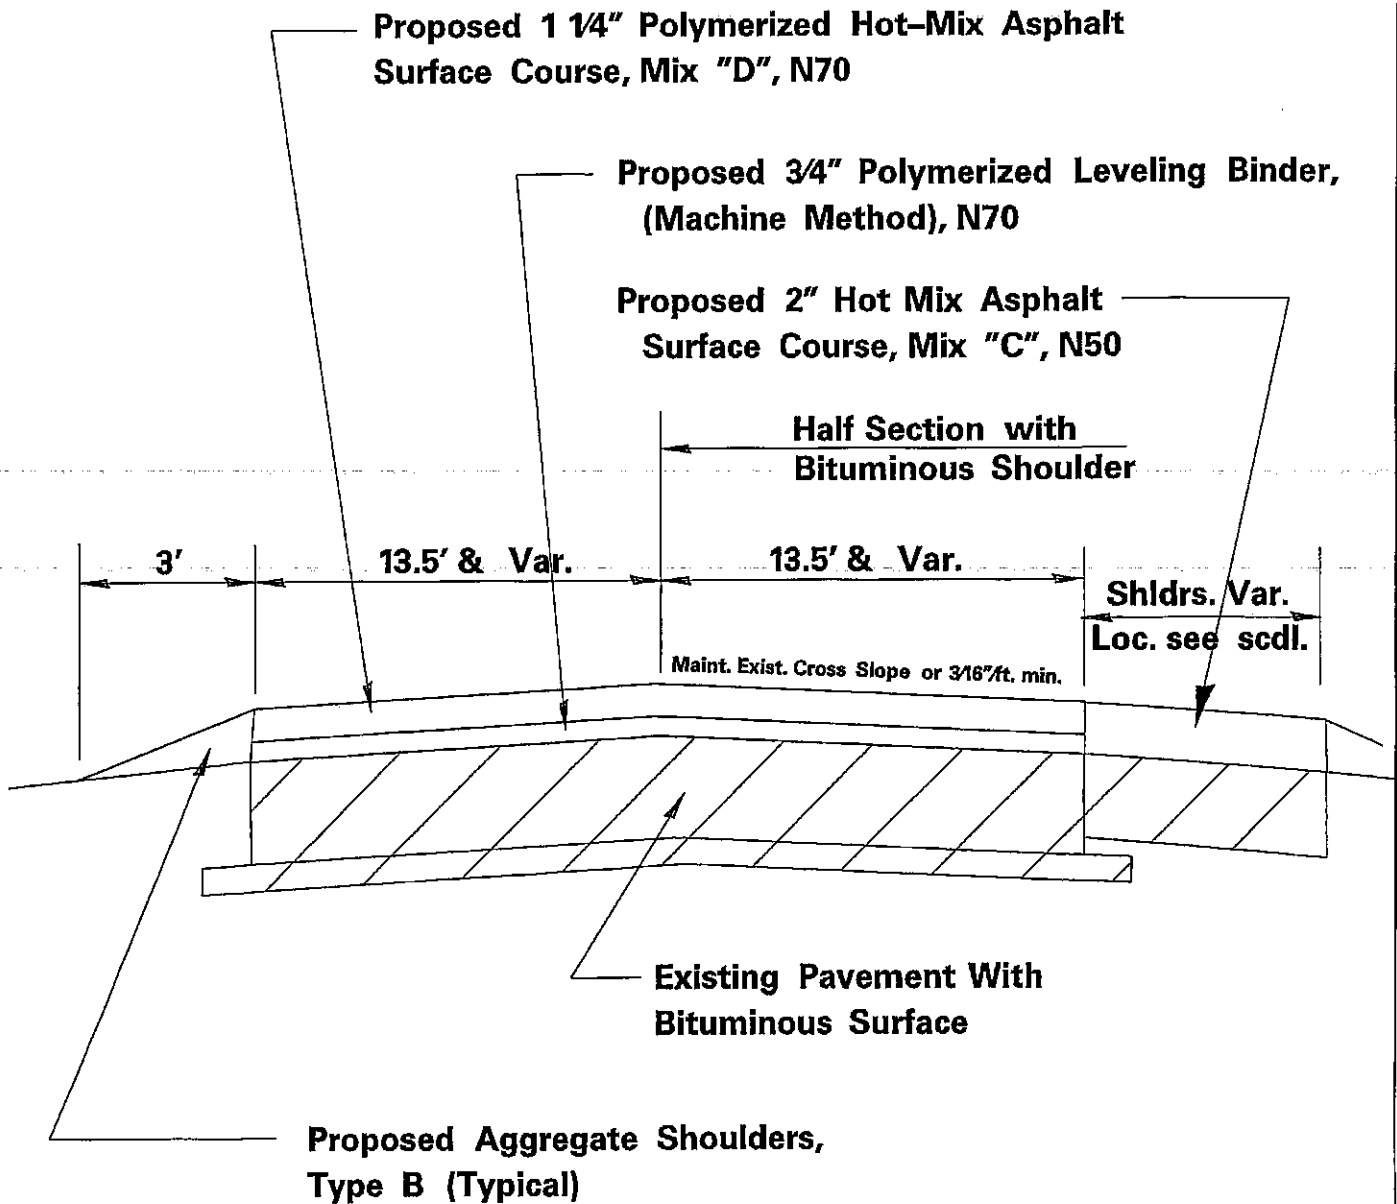 Proposed 1 1/4" Polymerized Hot-Mix Asphalt
Surface Course, Mix "D", N70
Proposed 3/4" Polymerized Leveling Binder,
(Machine Method), N70
Proposed 2" Hot Mix Asphalt
Surface Course, Mix "C", N50
Half Section with
Bituminous Shoulder
3'
13.5' & Var.
13.5' & Var.
Shldrs. Var.
Loc. see scdl.
Maint. Exist. Cross Slope or 3/16"/ft. min.
Existing Pavement With
Bituminous Surface
Proposed Aggregate Shoulders,
Type B (Typical)